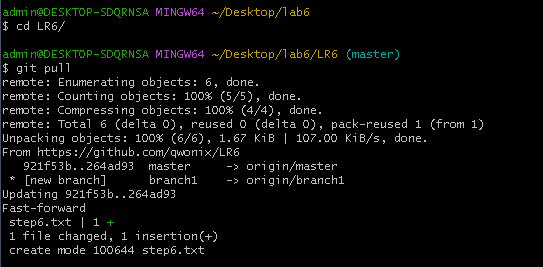 admin@DESKTOP-SDQRNSA MINGW64 ~/Desktop/lab6
$ cd LR6/
admin@DESKTOP-SDQRNSA MINGW64 ~/Desktop/lab6/LR6 (master)
$ git pull
remote: Enumerating objects: 6, done.
remote: Counting objects: 100% (5/5), done.
remote: Compressing objects: 100% (4/4), done.
remote: Total 6 (delta 0), reused 0 (delta 0), pack-reused 1 (from 1)
Unpacking objects: 100% (6/6), 1.67 KiB | 107.00 KiB/s, done.
From https://github.com/qwonix/LR6
   921f53b..264ad93  master     -> origin/master
 * [new branch]      branch1    -> origin/branch1
Updating 921f53b..264ad93
Fast-forward
 step6.txt | 1 +
 1 file changed, 1 insertion(+)
 create mode 100644 step6.txt